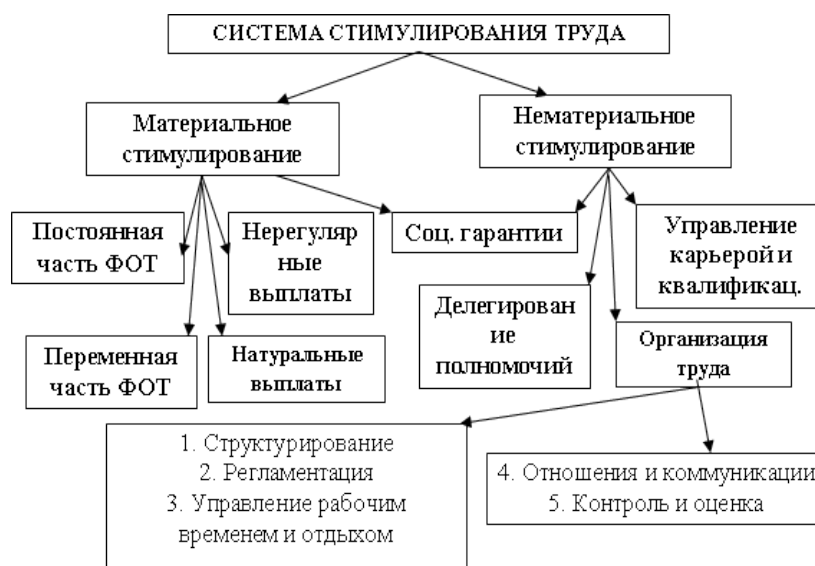 СИСТЕМА СТИМУЛИРОВАНИЯ ТРУДА
Материальное
стимулирование
Нематериальное
стимулирование
Постоянная
часть ФОТ
Нерегуляр
ные
выплаты
Соц. гарантии
Управление
карьерой и
квалификац.
Переменная
часть ФОТ
Натуральные
выплаты
Делегирован
ие
полномочий
Организация
труда
1. Структурирование
2. Регламентация
3. Управление рабочим
временем и отдыхом
4. Отношения и коммуникации
5. Контроль и оценка